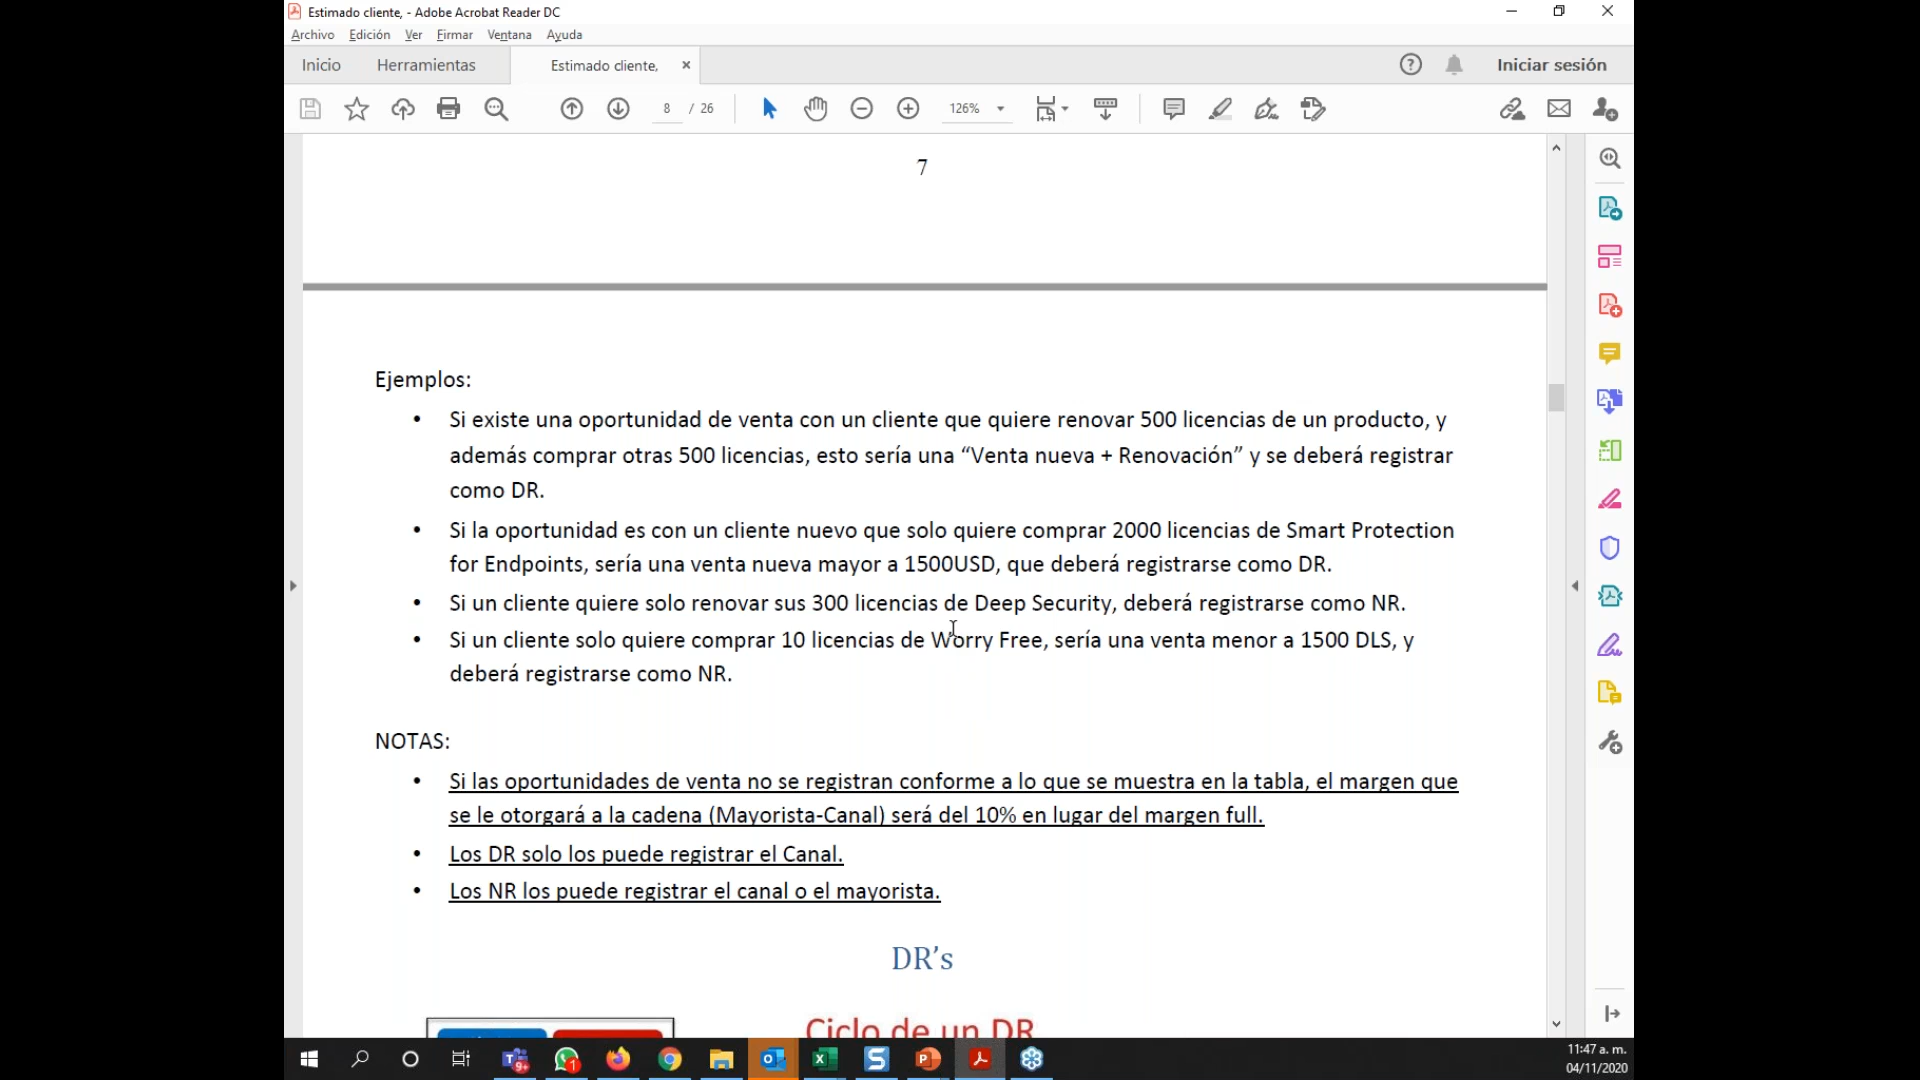 Estimado cliente, - Adobe Acrobat Reader DC
Archivo Edición Ver Firmar Ventana Ayuda
Inicio Herramientas Estimado cliente, Iniciar sesión
8 / 26 126%
7
Ejemplos:
• Si existe una oportunidad de venta con un cliente que quiere renovar 500 licencias de un producto, y
además comprar otras 500 licencias, esto sería una “Venta nueva + Renovación” y se deberá registrar
como DR.
• Si la oportunidad es con un cliente nuevo que solo quiere comprar 2000 licencias de Smart Protection
for Endpoints, sería una venta nueva mayor a 1500USD, que deberá registrarse como DR.
• Si un cliente quiere solo renovar sus 300 licencias de Deep Security, deberá registrarse como NR.
• Si un cliente solo quiere comprar 10 licencias de Worry Free, sería una venta menor a 1500 DLS, y
deberá registrarse como NR.
NOTAS:
• Si las oportunidades de venta no se registran conforme a lo que se muestra en la tabla, el margen que
se le otorgará a la cadena (Mayorista-Canal) será del 10% en lugar del margen full.
• Los DR solo los puede registrar el Canal.
• Los NR los puede registrar el canal o el mayorista.
DR’s
Ciclo de un DR
11:47 a. m.
04/11/2020